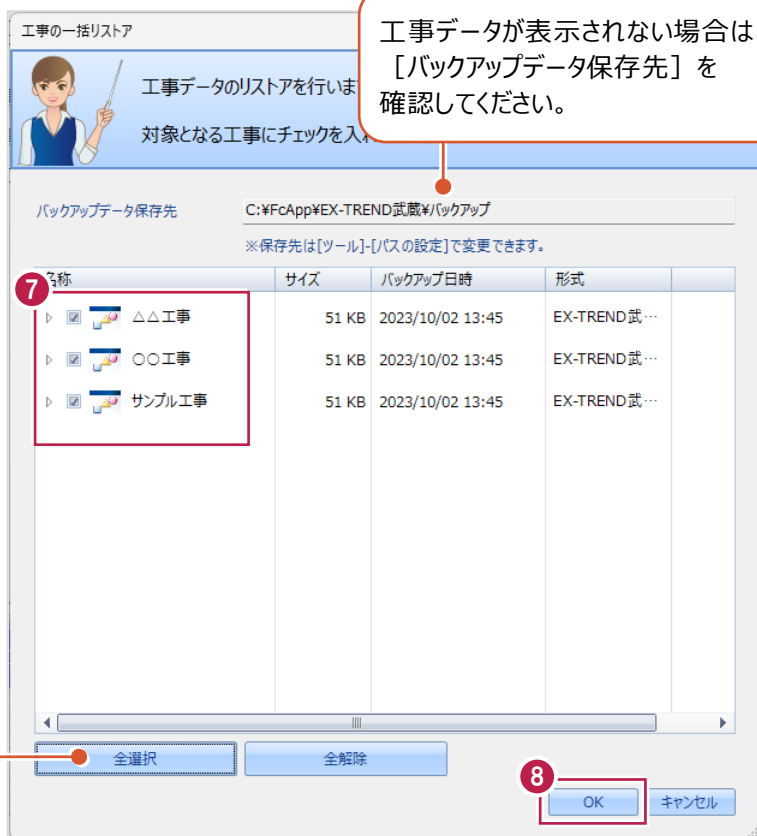 工事の一括リストア
工事データが表示されない場合は
［バックアップデータ保存先］を
確認してください。
工事データのリストアを行いま
対象となる工事にチェックを入
バックアップデータ保存先
C:¥FcApp¥EX-TREND武蔵¥バックアップ
※保存先は[ツール]-[パスの設定]で変更できます。
7
名称 サイズ バックアップ日時 形式
△△工事 51 KB 2023/10/02 13:45 EX-TREND武…
○○工事 51 KB 2023/10/02 13:45 EX-TREND武…
サンプル工事 51 KB 2023/10/02 13:45 EX-TREND武…
全選択 全解除
8
OK キャンセル